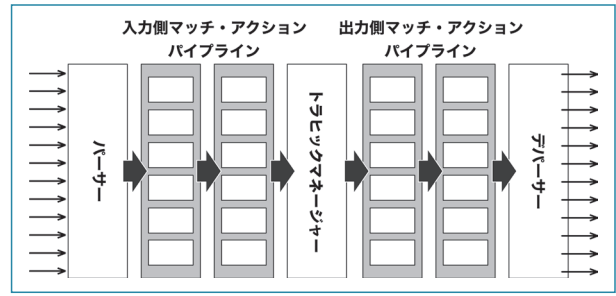 入力側マッチ・アクション
パイプライン
出力側マッチ・アクション
パイプライン
パーサー
トラヒックマネージャー
デパーサー